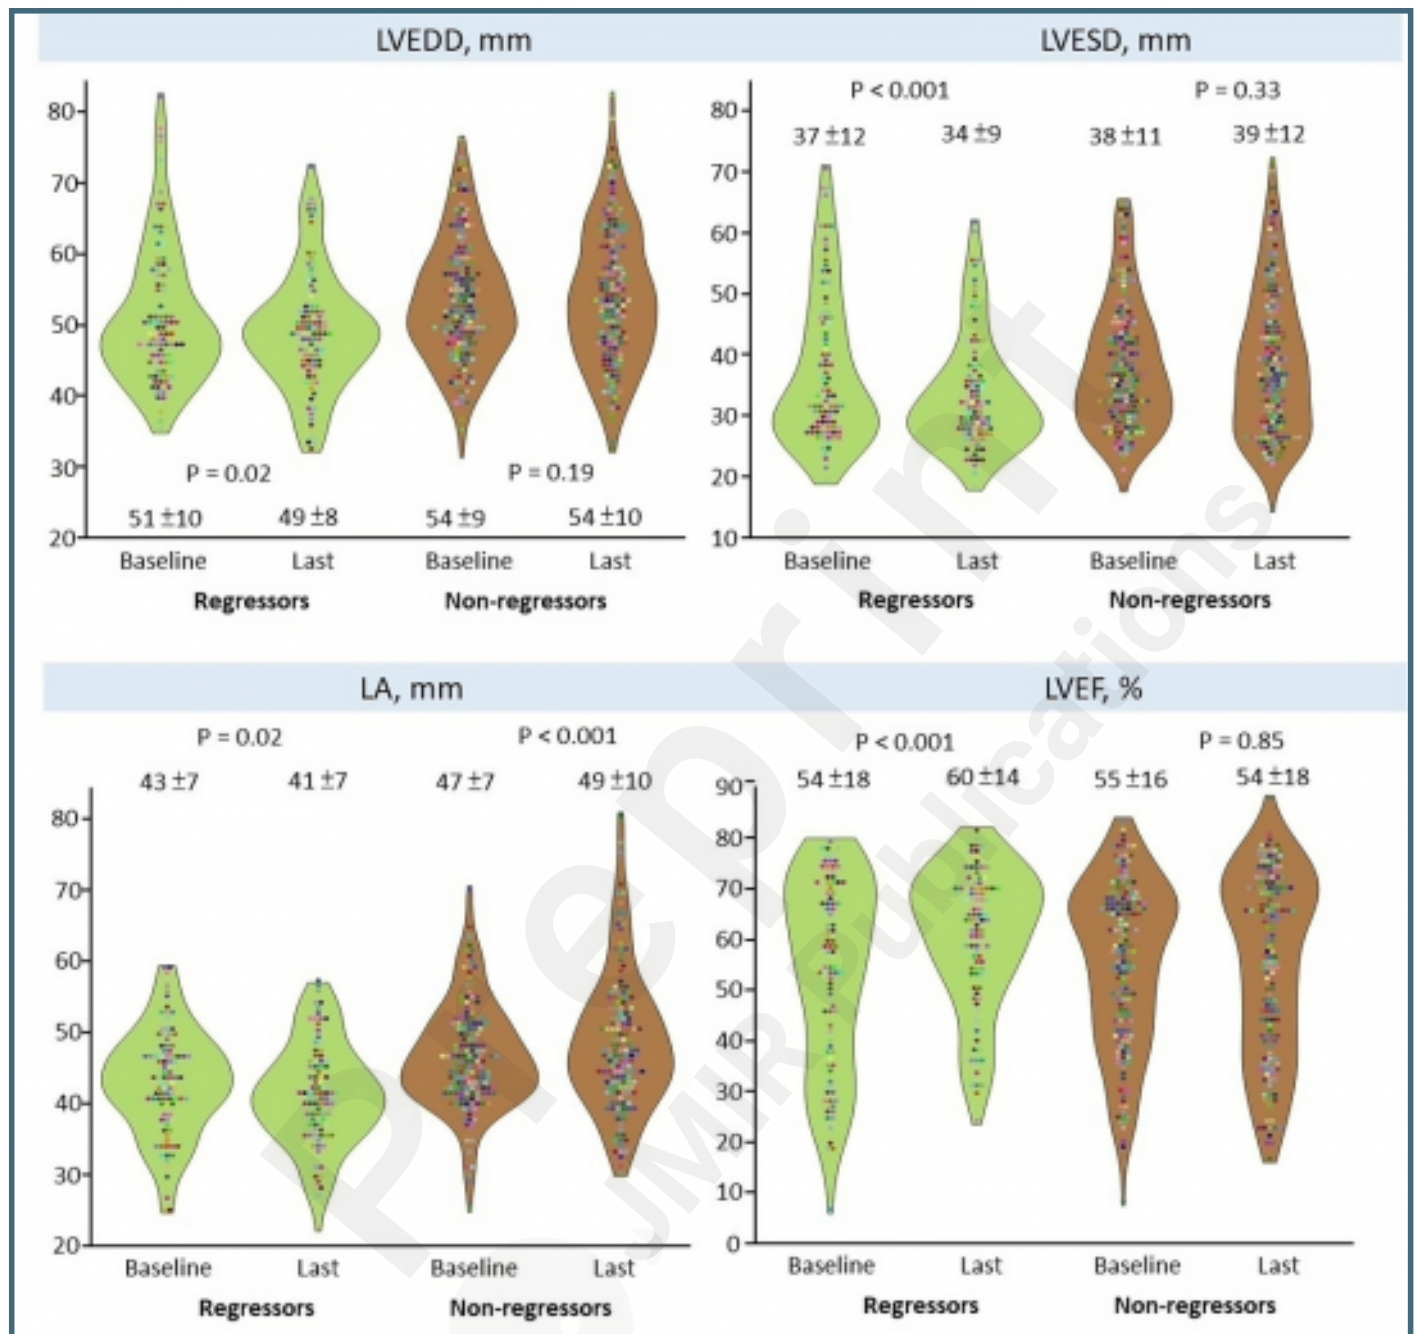 LVEDD, mm
80
70
60
50
40
30
20
P = 0.02
P = 0.19
51 ±10
49 ±8
54 ±9
54 ±10
Baseline
Last
Baseline
Last
Regressors
Non-regressors
LVESD, mm
P < 0.001
P = 0.33
37 ±12
34 ±9
38 ±11
39 ±12
80
70
60
50
40
30
20
10
Baseline
Last
Baseline
Last
Regressors
Non-regressors
LA, mm
P = 0.02
P < 0.001
43 ±7
41 ±7
47 ±7
49 ±10
80
70
60
50
40
30
20
Baseline
Last
Baseline
Last
Regressors
Non-regressors
LVEF, %
P < 0.001
P = 0.85
54 ±18
60 ±14
55 ±16
54 ±18
90
80
70
60
50
40
30
20
10
0
Baseline
Last
Baseline
Last
Regressors
Non-regressors
Preprint
JMIR Publications